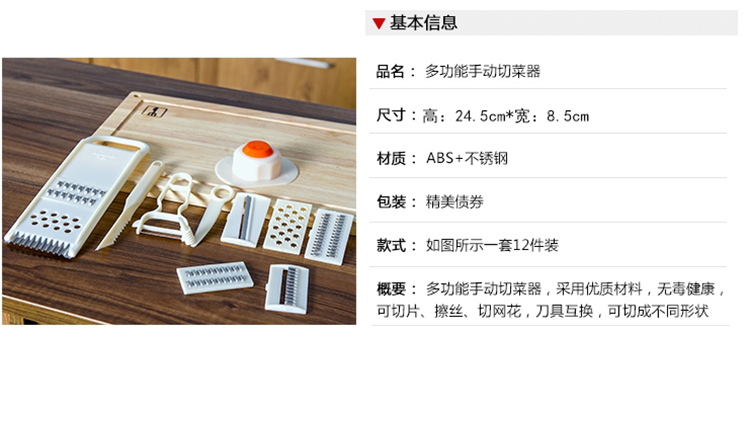 基本信息
品名：多功能手动切菜器
尺寸：高：24.5cm*宽：8.5cm
材质：ABS+不锈钢
包装：精美债券
款式：如图所示一套12件装
概要：多功能手动切菜器，采用优质材料，无毒健康，
可切片、擦丝、切网花，刀具互换，可切成不同形状